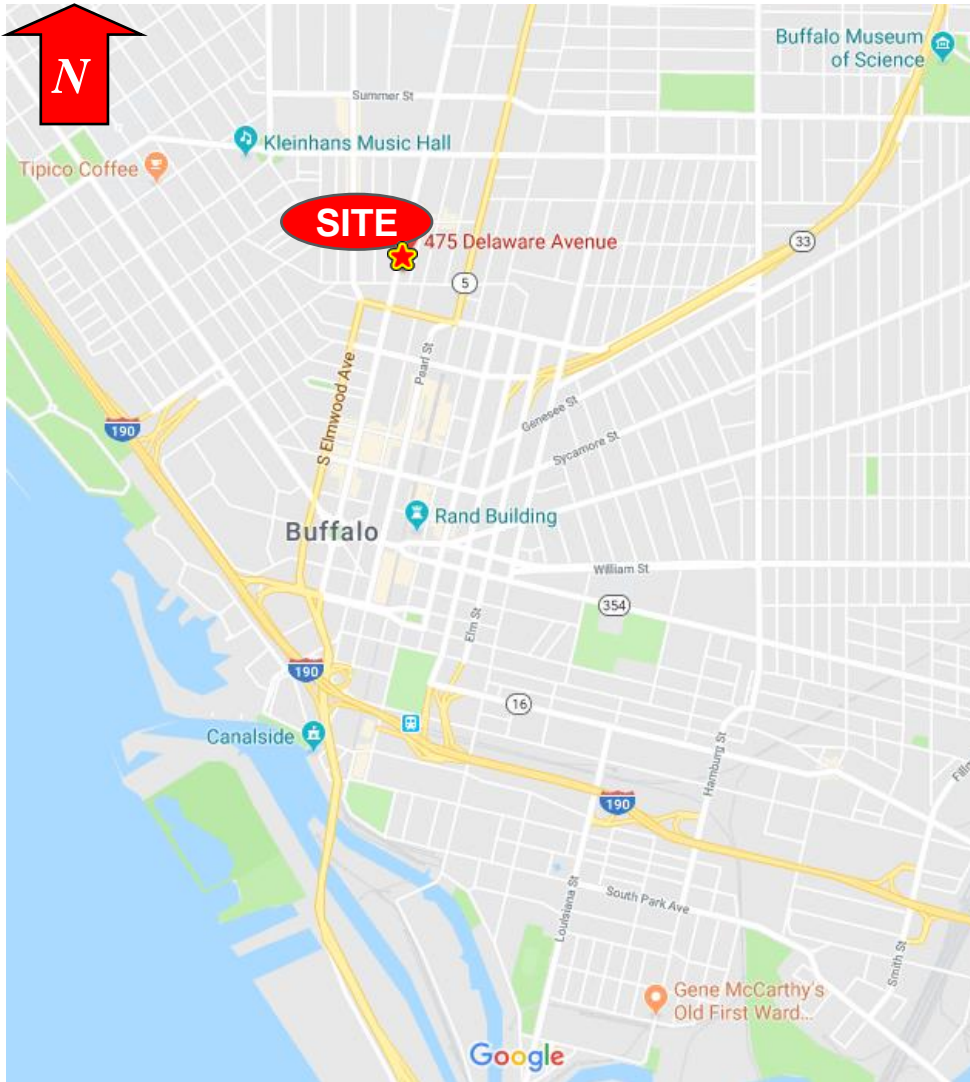 N
Buffalo Museum
of Science
Summer St
Kleinhans Music Hall
Tipico Coffee
SITE
475 Delaware Avenue
33
5
Pearl St
S Elmwood Ave
Genesee St
190
Sycamore St
Rand Building
Buffalo
William St
354
Elm St
190
16
Canalside
Hamburg St
190
Louisiana St
South Park Ave
Smith St
Gene McCarthy's
Old First Ward...
Google